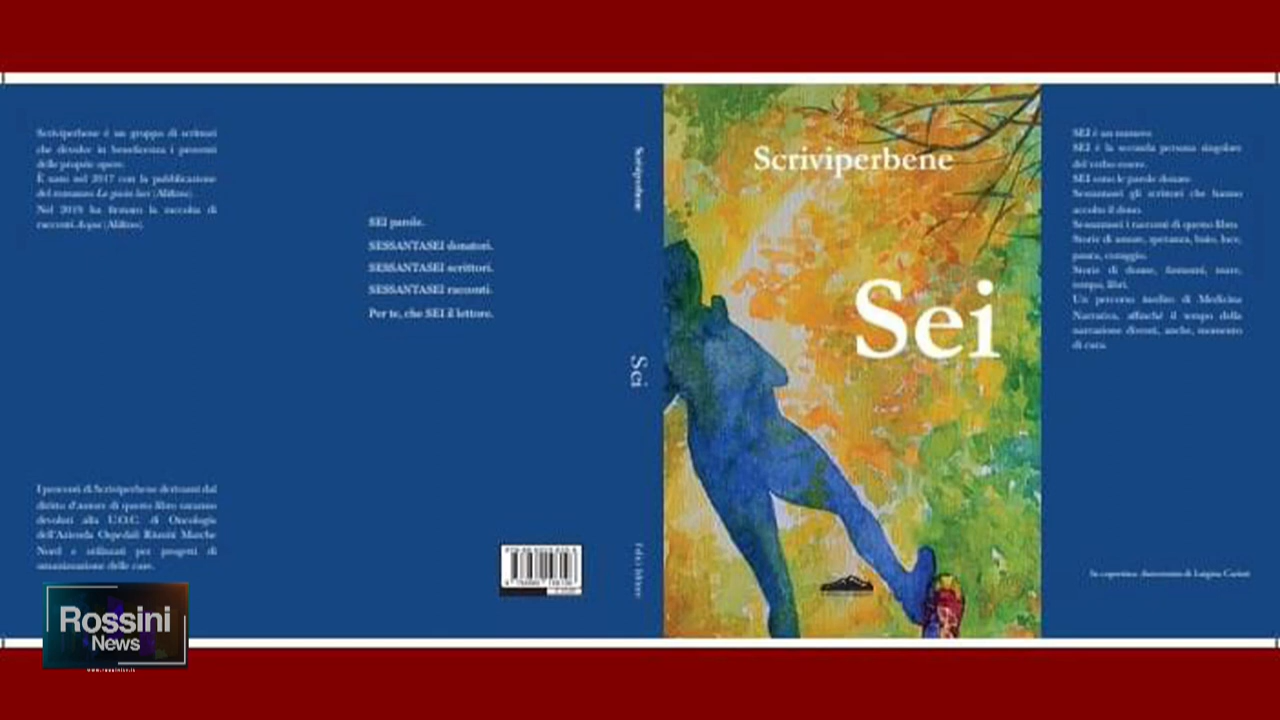 Scriviperbene è un gruppo di scrittori
che devolve in beneficenza i proventi
delle proprie opere.
È nato nel 2017 con la pubblicazione
del romanzo La gioia lieve (Aliéno).
Nel 2019 ha firmato la raccolta di
racconti
SEI parole.
SESSANTASEI donatori.
SESSANTASEI scrittori.
SESSANTASEI racconti.
Per te, che SEI il lettore.
I proventi di Scriviperbene derivanti dal
diritto d'autore di questo libro saranno
devoluti alla U.O.C. di Oncologia
dell'Azienda Ospedali Riuniti Marche
Nord e utilizzati per progetti di
umanizzazione delle cure.
Scriviperbene
Sei
Scriviperbene
Sei
SEI è un numero.
SEI è la seconda persona singolare
del verbo essere.
SEI sono le parole donate.
Sessantasei gli scrittori che hanno
accolto il dono.
Sessantasei i racconti di questo libro.
Storie di amore, speranza, buio, luce,
paura, coraggio.
Storie di donne, mare,
tempo, libri.
Un percorso inedito di Medicina
Narrativa, affinché il tempo della
narrazione diventi, anche, momento
di cura.
In copertina: di Luigina
Rossini
News